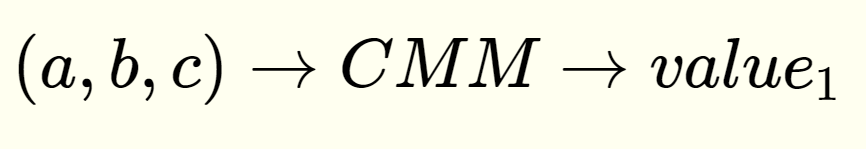 (a, b, c) → CMM → value₁